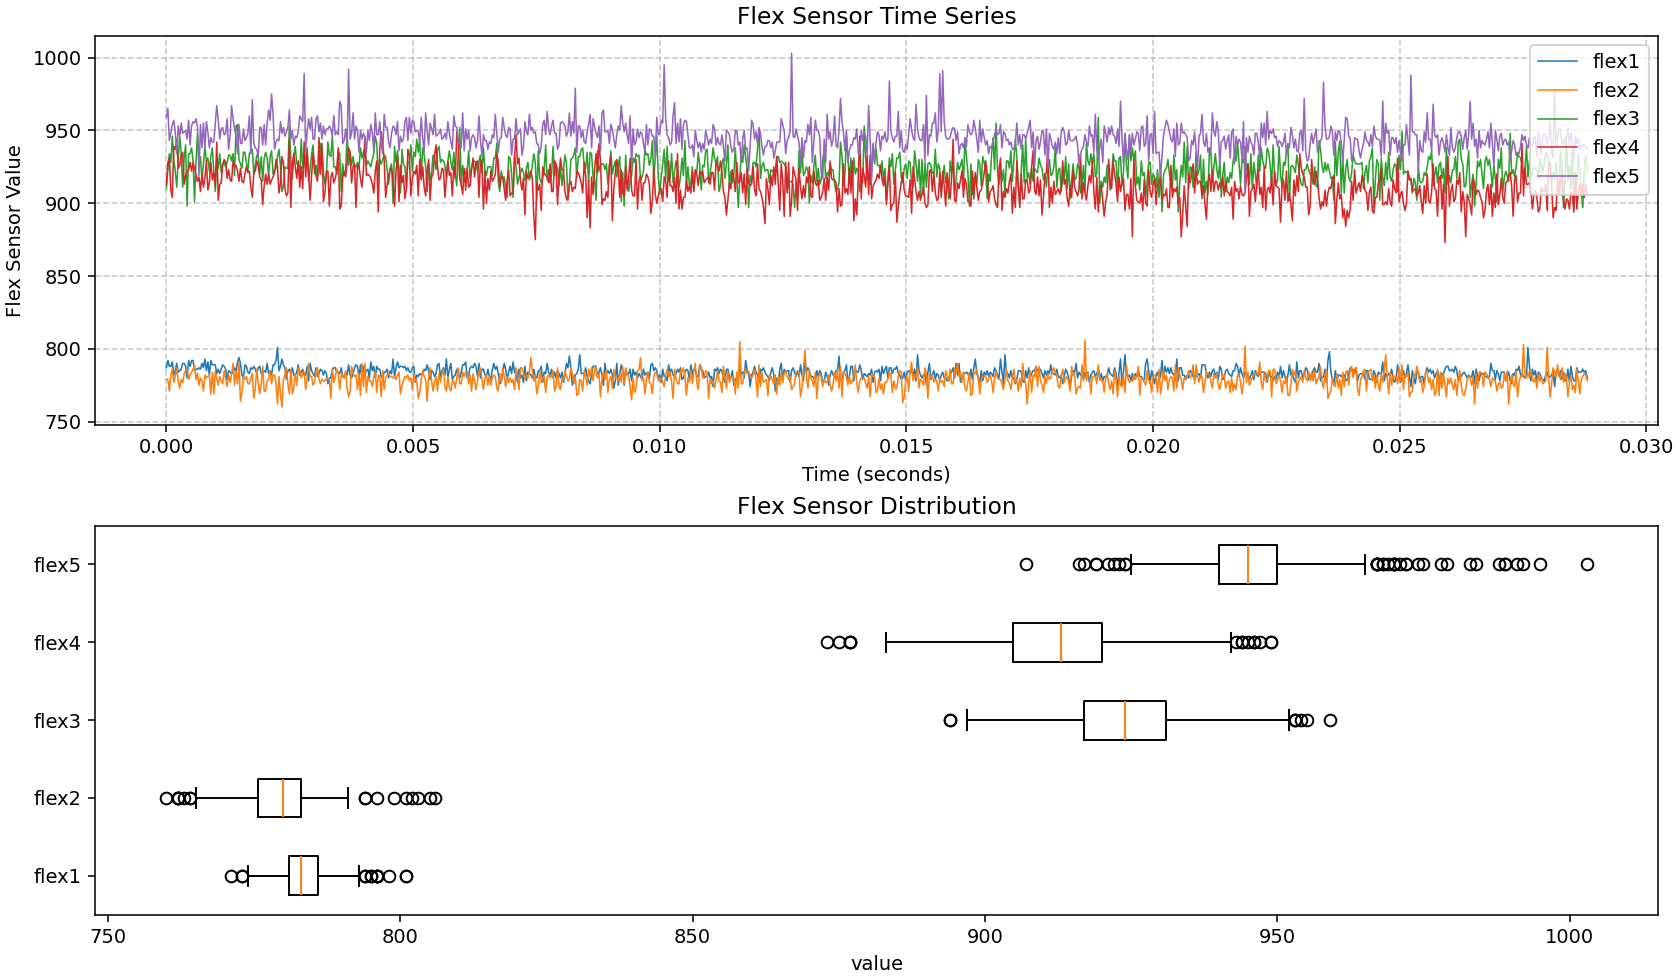 Flex Sensor Time Series
Flex Sensor Value
1000
950
900
850
800
750
flex1
flex2
flex3
flex4
flex5
0.000 0.005 0.010 0.015 0.020 0.025 0.030
Time (seconds)
Flex Sensor Distribution
flex5
flex4
flex3
flex2
flex1
750 800 850 900 950 1000
value